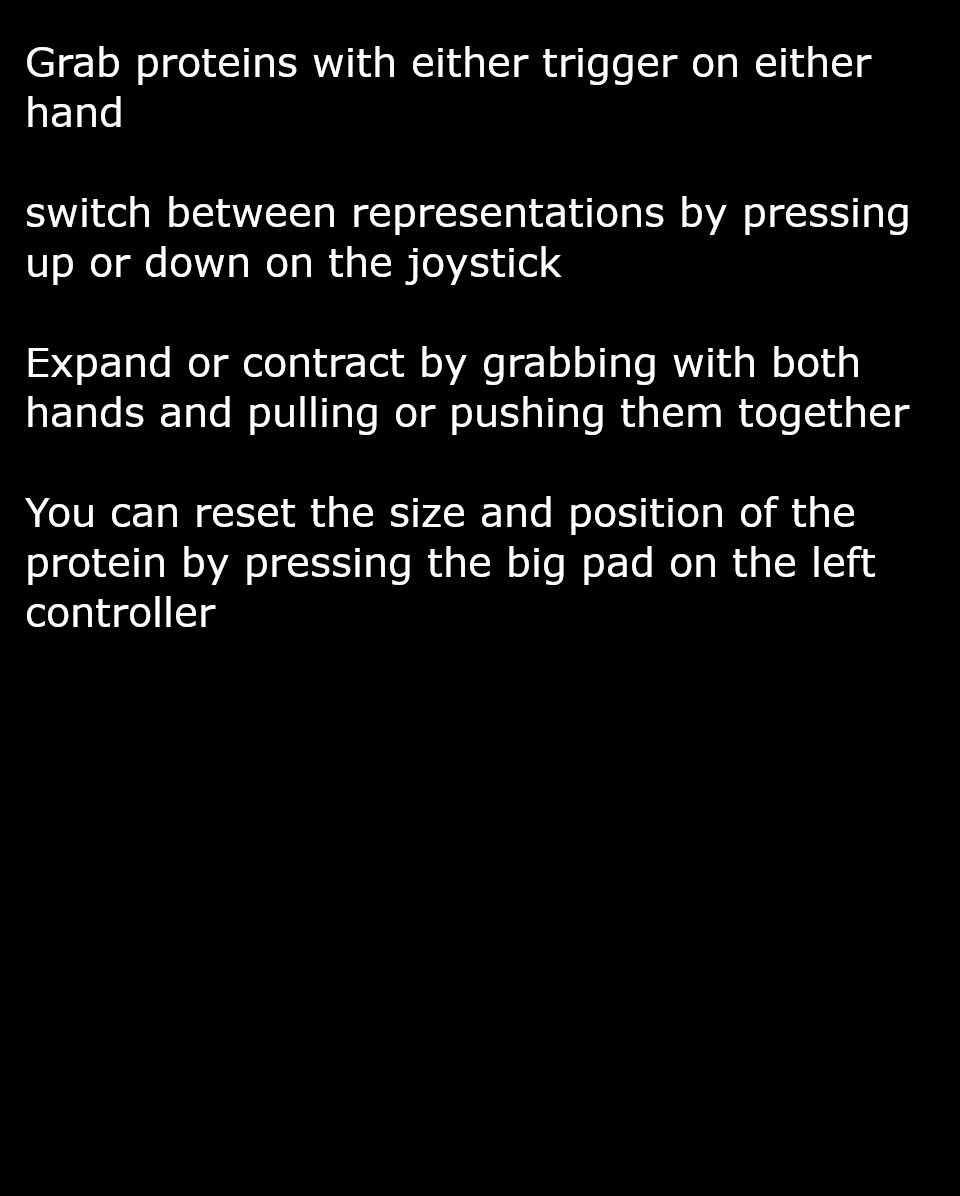 Grab proteins with either trigger on either
hand
switch between representations by pressing
up or down on the joystick
Expand or contract by grabbing with both
hands and pulling or pushing them together
You can reset the size and position of the
protein by pressing the big pad on the left
controller